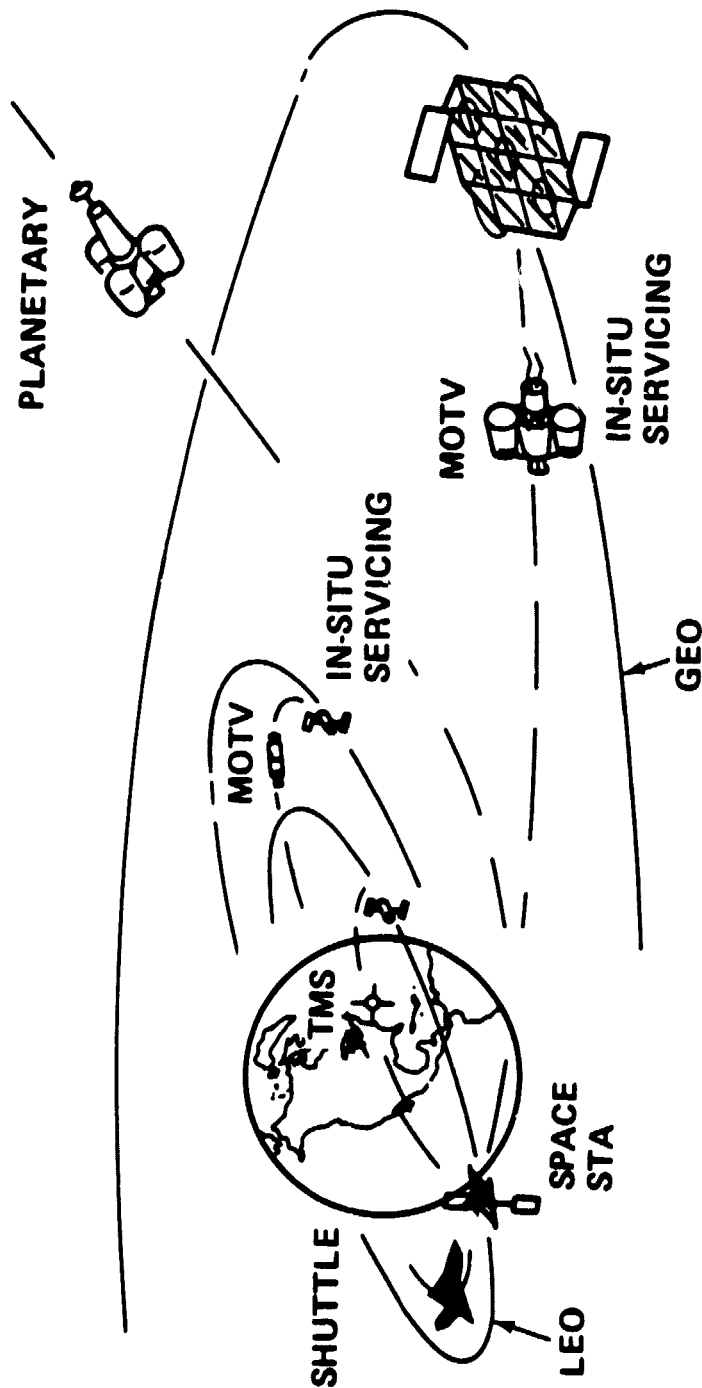 PLANETARY
MOTV
IN-SITU
SERVICING
MOTV
IN-SITU
SERVICING
TMS
SHUTTLE
SPACE
STA
LEO
GEO